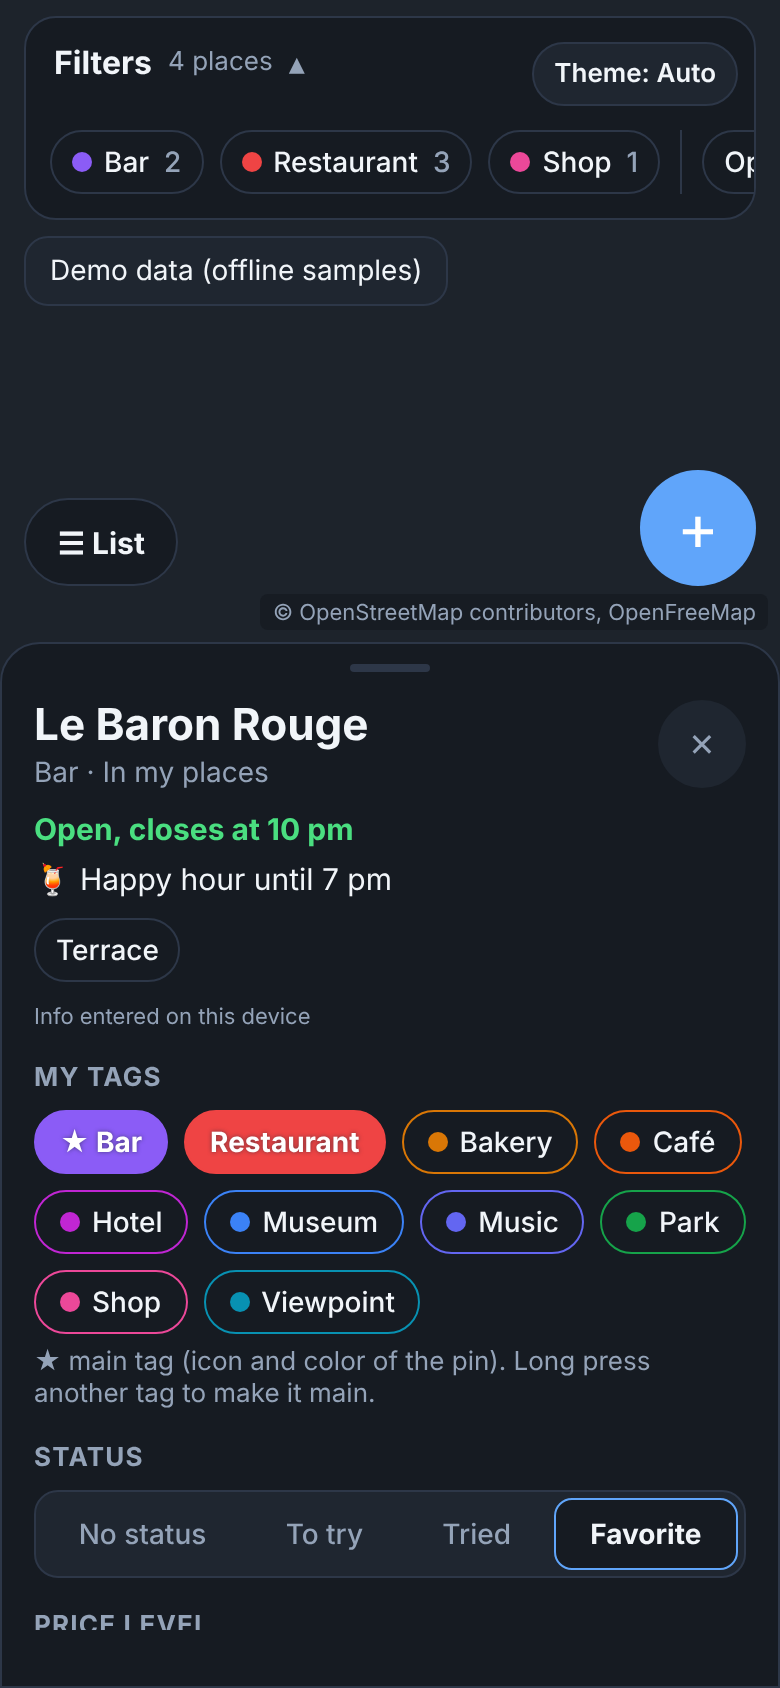 Filters 4 places ▲ Theme: Auto
Bar 2 Restaurant 3 Shop 1 Op
Demo data (offline samples)
☰ List +
© OpenStreetMap contributors, OpenFreeMap
Le Baron Rouge ×
Bar · In my places
Open, closes at 10 pm
🍹 Happy hour until 7 pm
Terrace
Info entered on this device
MY TAGS
★ Bar Restaurant Bakery Café
Hotel Museum Music Park
Shop Viewpoint
★ main tag (icon and color of the pin). Long press
another tag to make it main.
STATUS
No status To try Tried Favorite
PRICE LEVEL